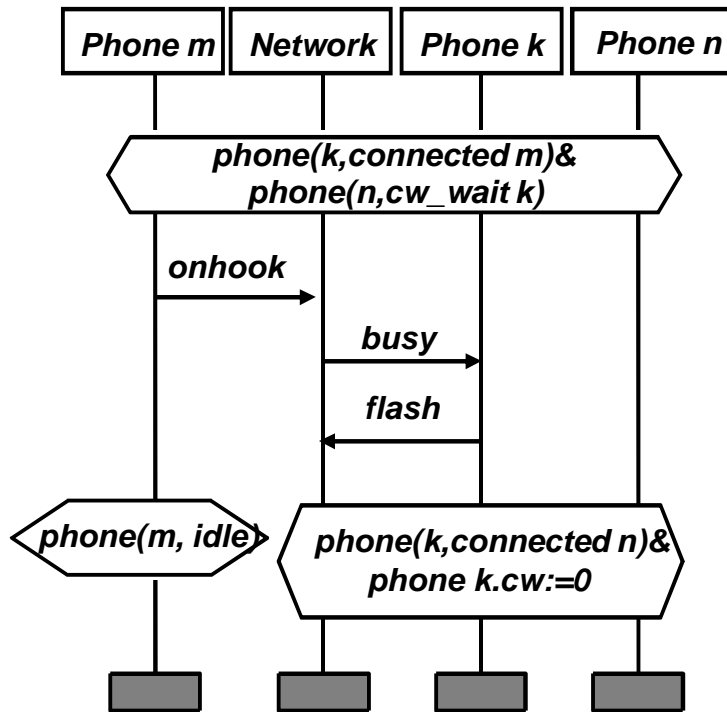 Phone m
Network
Phone k
Phone n
phone(k,connected m)&
phone(n,cw_wait k)
onhook
busy
flash
phone(m, idle)
phone(k,connected n)&
phone k.cw:=0